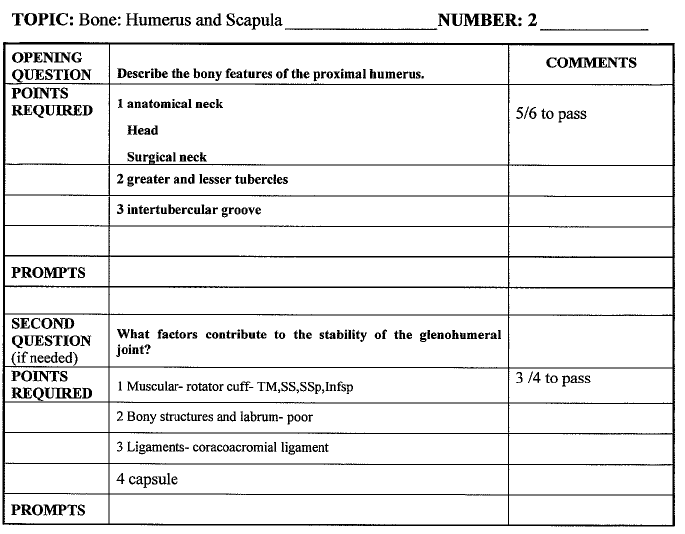 TOPIC: Bone: Humerus and Scapula NUMBER: 2
OPENING QUESTION
Describe the bony features of the proximal humerus.
COMMENTS
POINTS REQUIRED
1 anatomical neck
Head
Surgical neck
5/6 to pass
2 greater and lesser tubercles
3 intertubercular groove
PROMPTS
SECOND QUESTION (if needed)
What factors contribute to the stability of the glenohumeral
joint?
POINTS REQUIRED
1 Muscular- rotator cuff- TM,SS,SSp,Infsp
3 /4 to pass
2 Bony structures and labrum- poor
3 Ligaments- coracoacromial ligament
4 capsule
PROMPTS